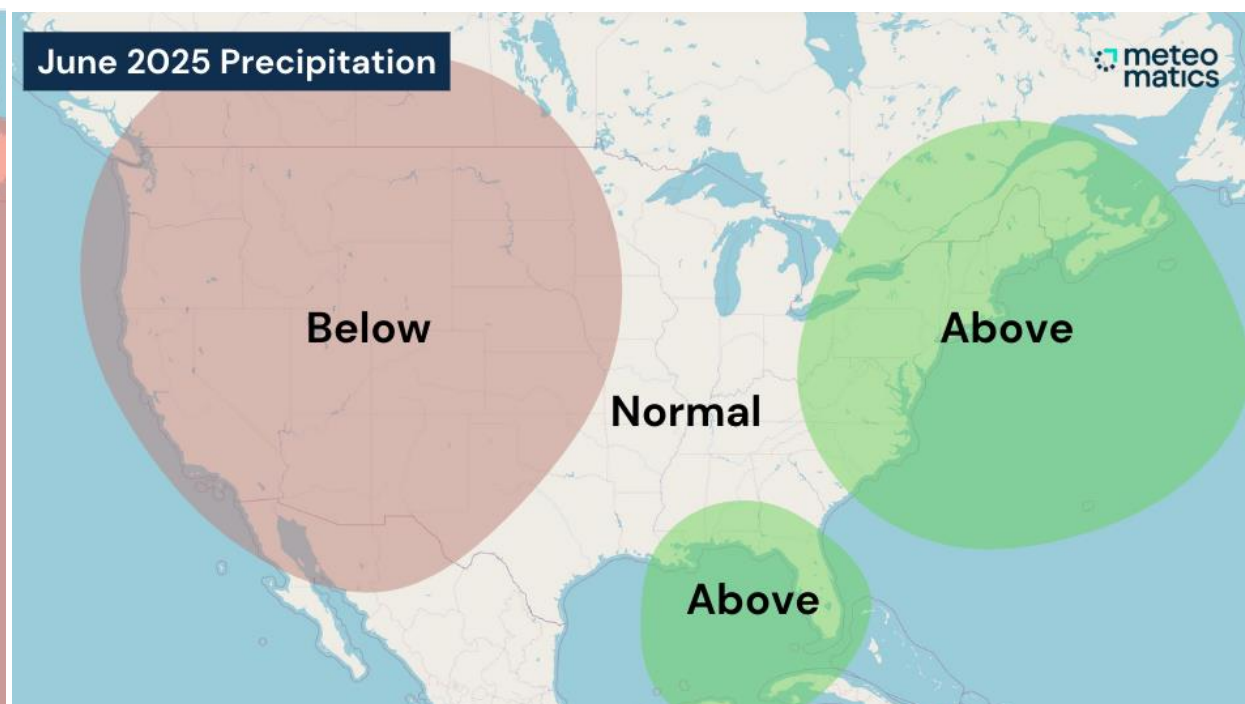 June 2025 Precipitation
meteo
matics
Below
Above
Normal
Above